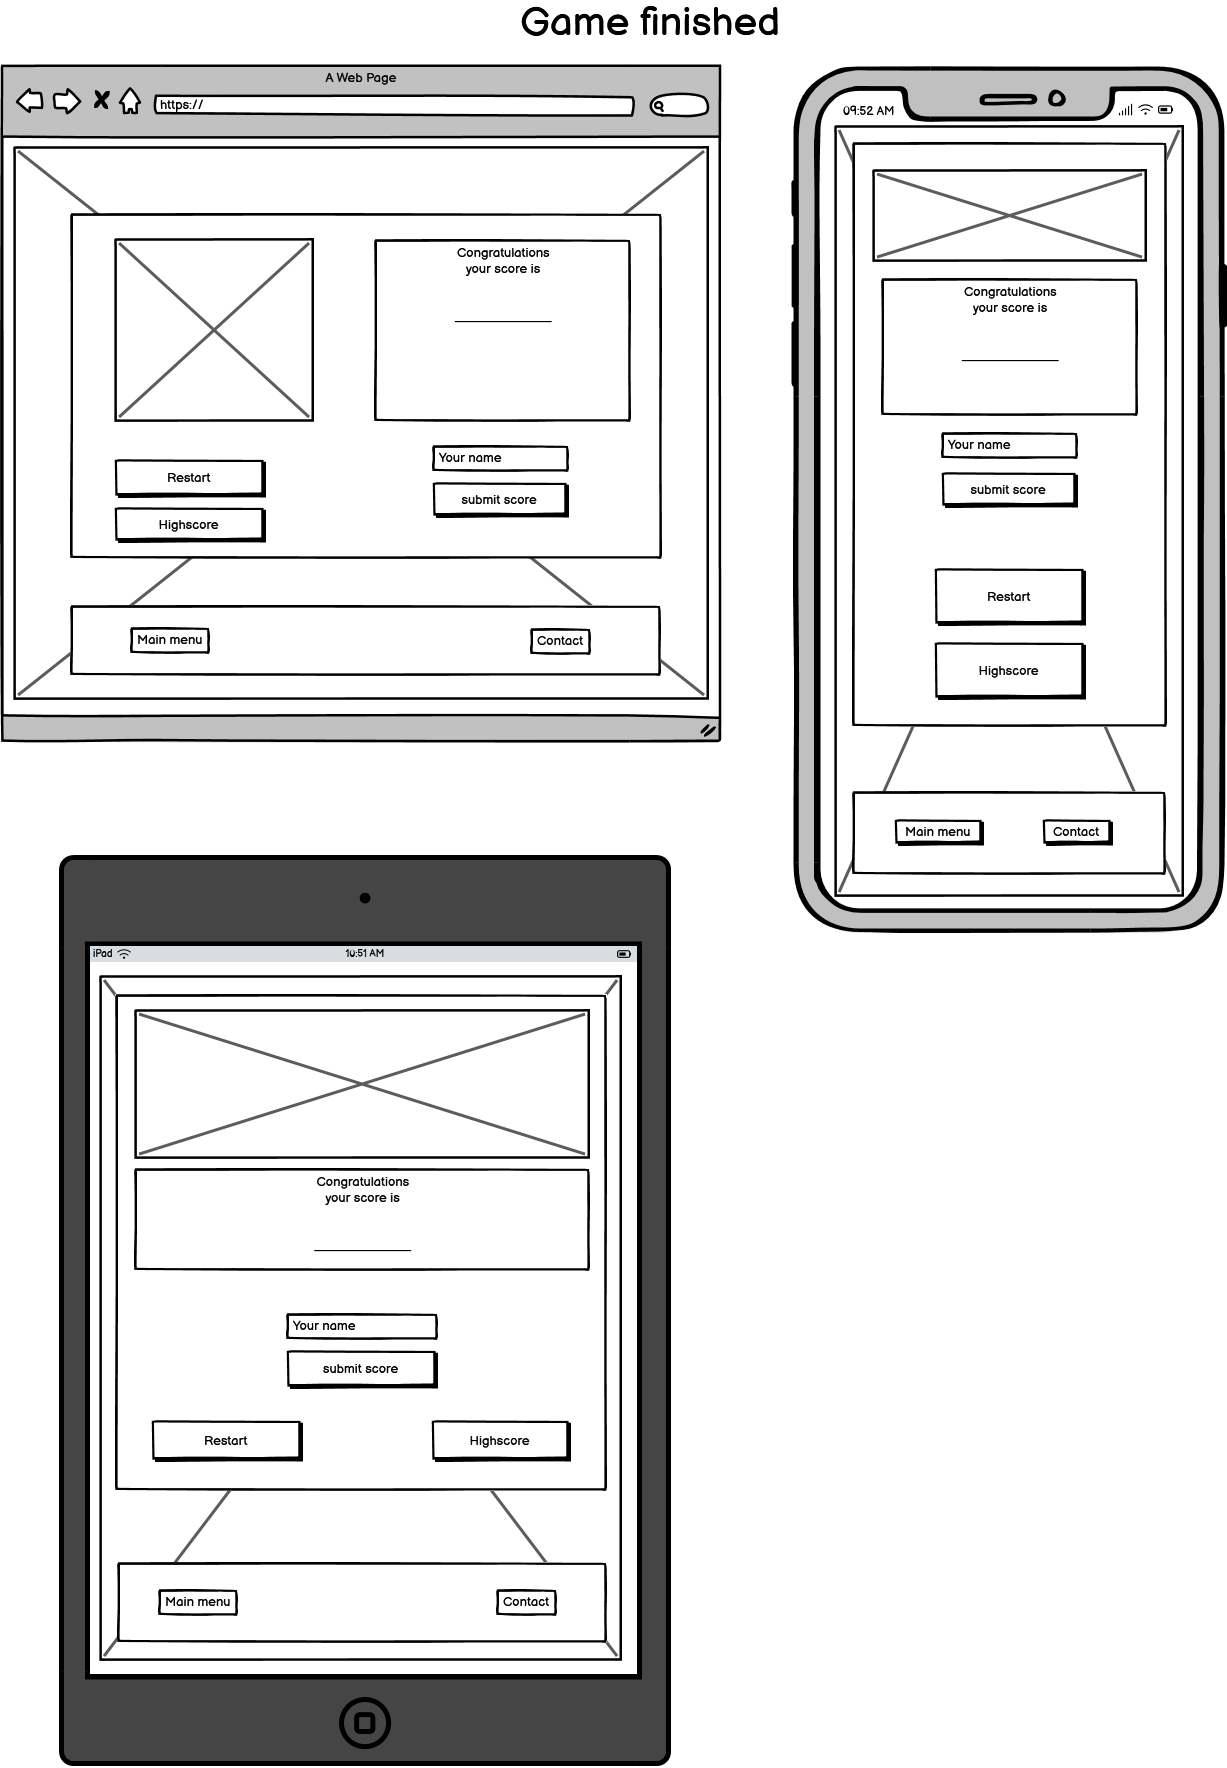 Game finished
A Web Page
https://
Congratulations
your score is
Your name
submit score
Restart
Highscore
Main menu
Contact
09:52 AM
Congratulations
your score is
Your name
submit score
Restart
Highscore
Main menu
Contact
iPad
10:51 AM
Congratulations
your score is
Your name
submit score
Restart
Highscore
Main menu
Contact